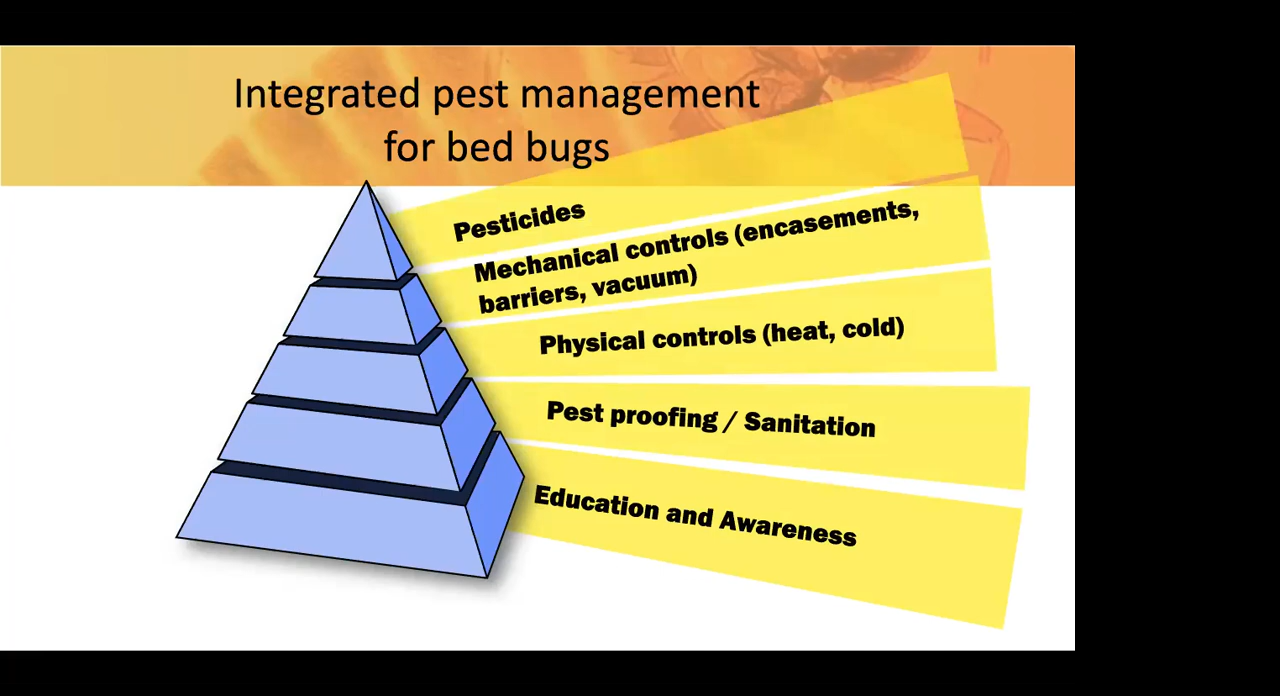 Integrated pest management
for bed bugs
Pesticides
Mechanical controls (encasements,
barriers, vacuum)
Physical controls (heat, cold)
Pest proofing / Sanitation
Education and Awareness